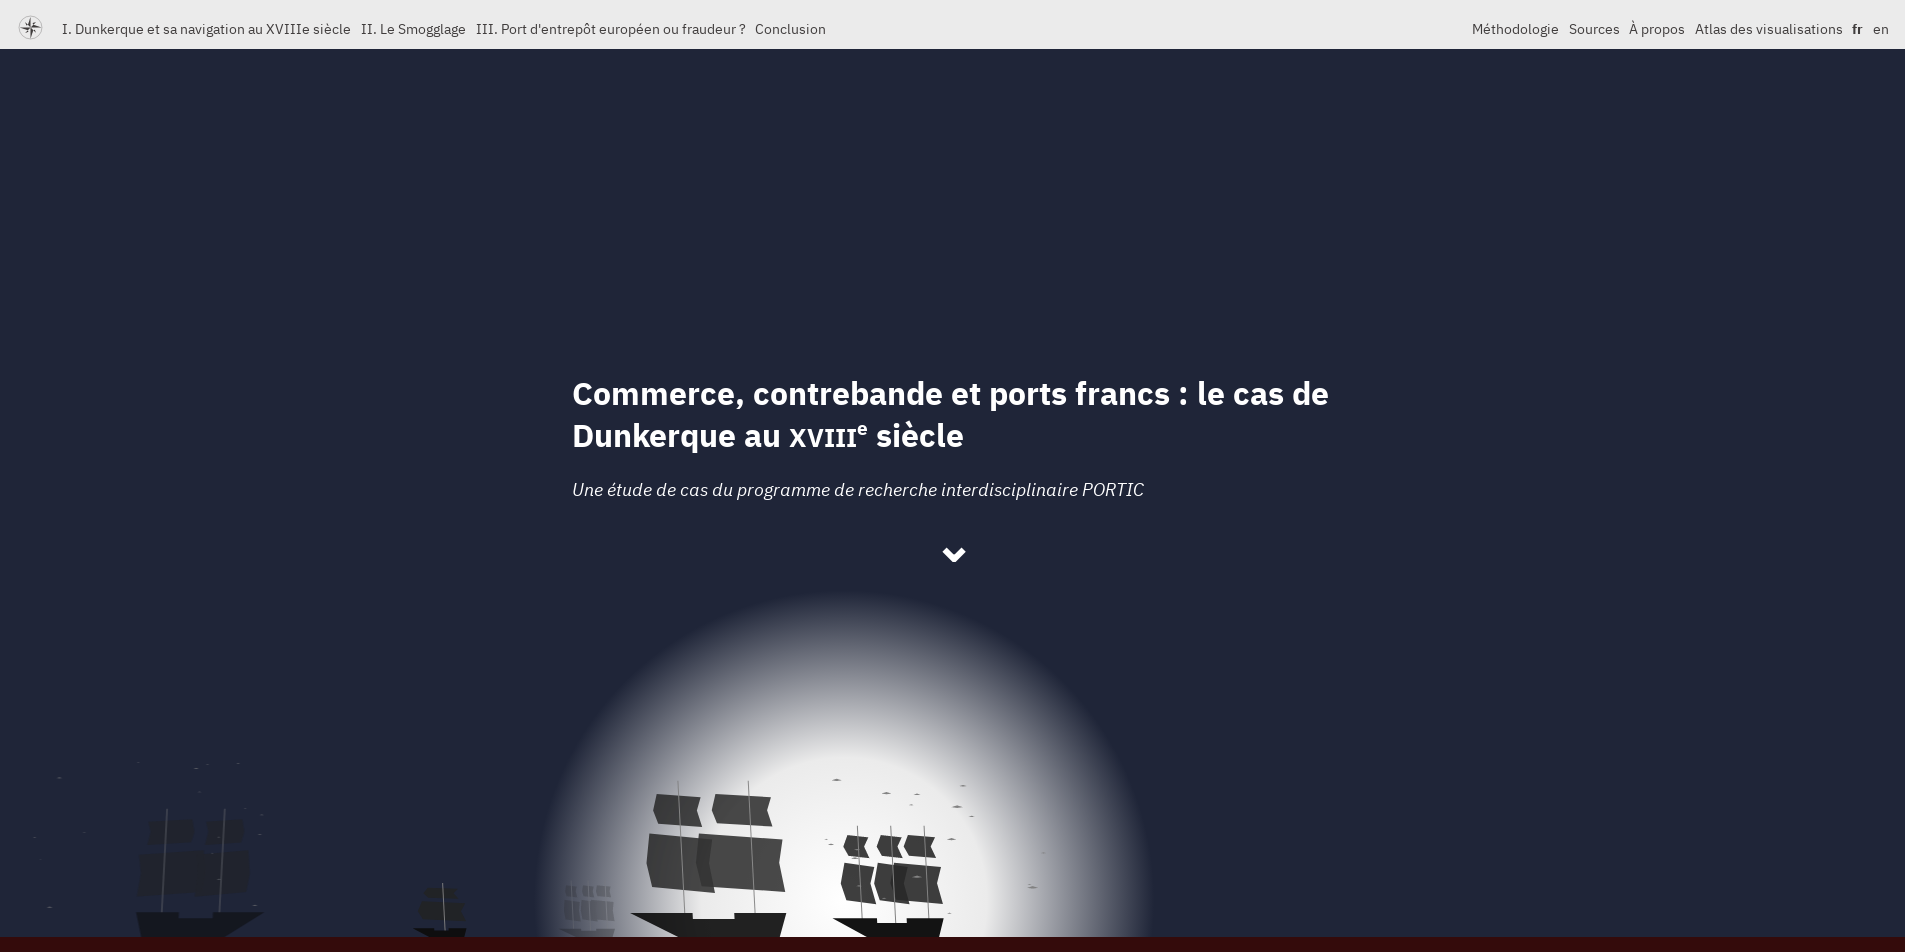 I. Dunkerque et sa navigation au XVIIIe siècle II. Le Smogglage III. Port d'entrepôt européen ou fraudeur ? Conclusion Méthodologie Sources À propos Atlas des visualisations fr en
Commerce, contrebande et ports francs : le cas de
Dunkerque au XVIIIe siècle
Une étude de cas du programme de recherche interdisciplinaire PORTIC